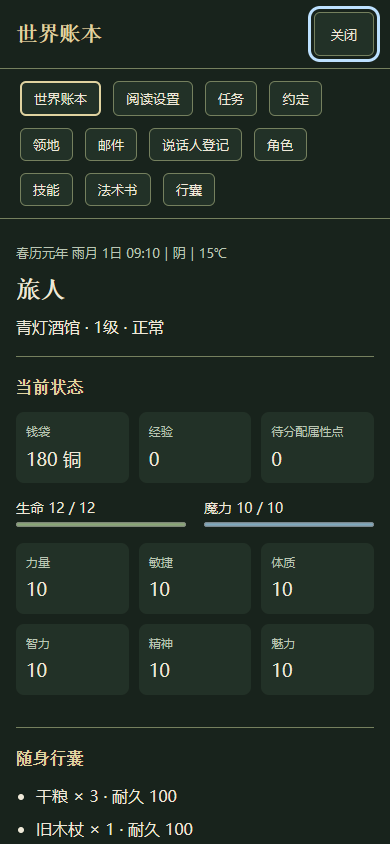 世界账本
关闭
世界账本 阅读设置 任务 约定
领地 邮件 说话人登记 角色
技能 法术书 行囊
春历元年 雨月 1日 09:10 | 阴 | 15℃
旅人
青灯酒馆 · 1级 · 正常
当前状态
钱袋 经验 待分配属性点
180 铜 0 0
生命 12 / 12 魔力 10 / 10
力量 敏捷 体质
10 10 10
智力 精神 魅力
10 10 10
随身行囊
• 干粮 × 3 · 耐久 100
• 旧木杖 × 1 · 耐久 100